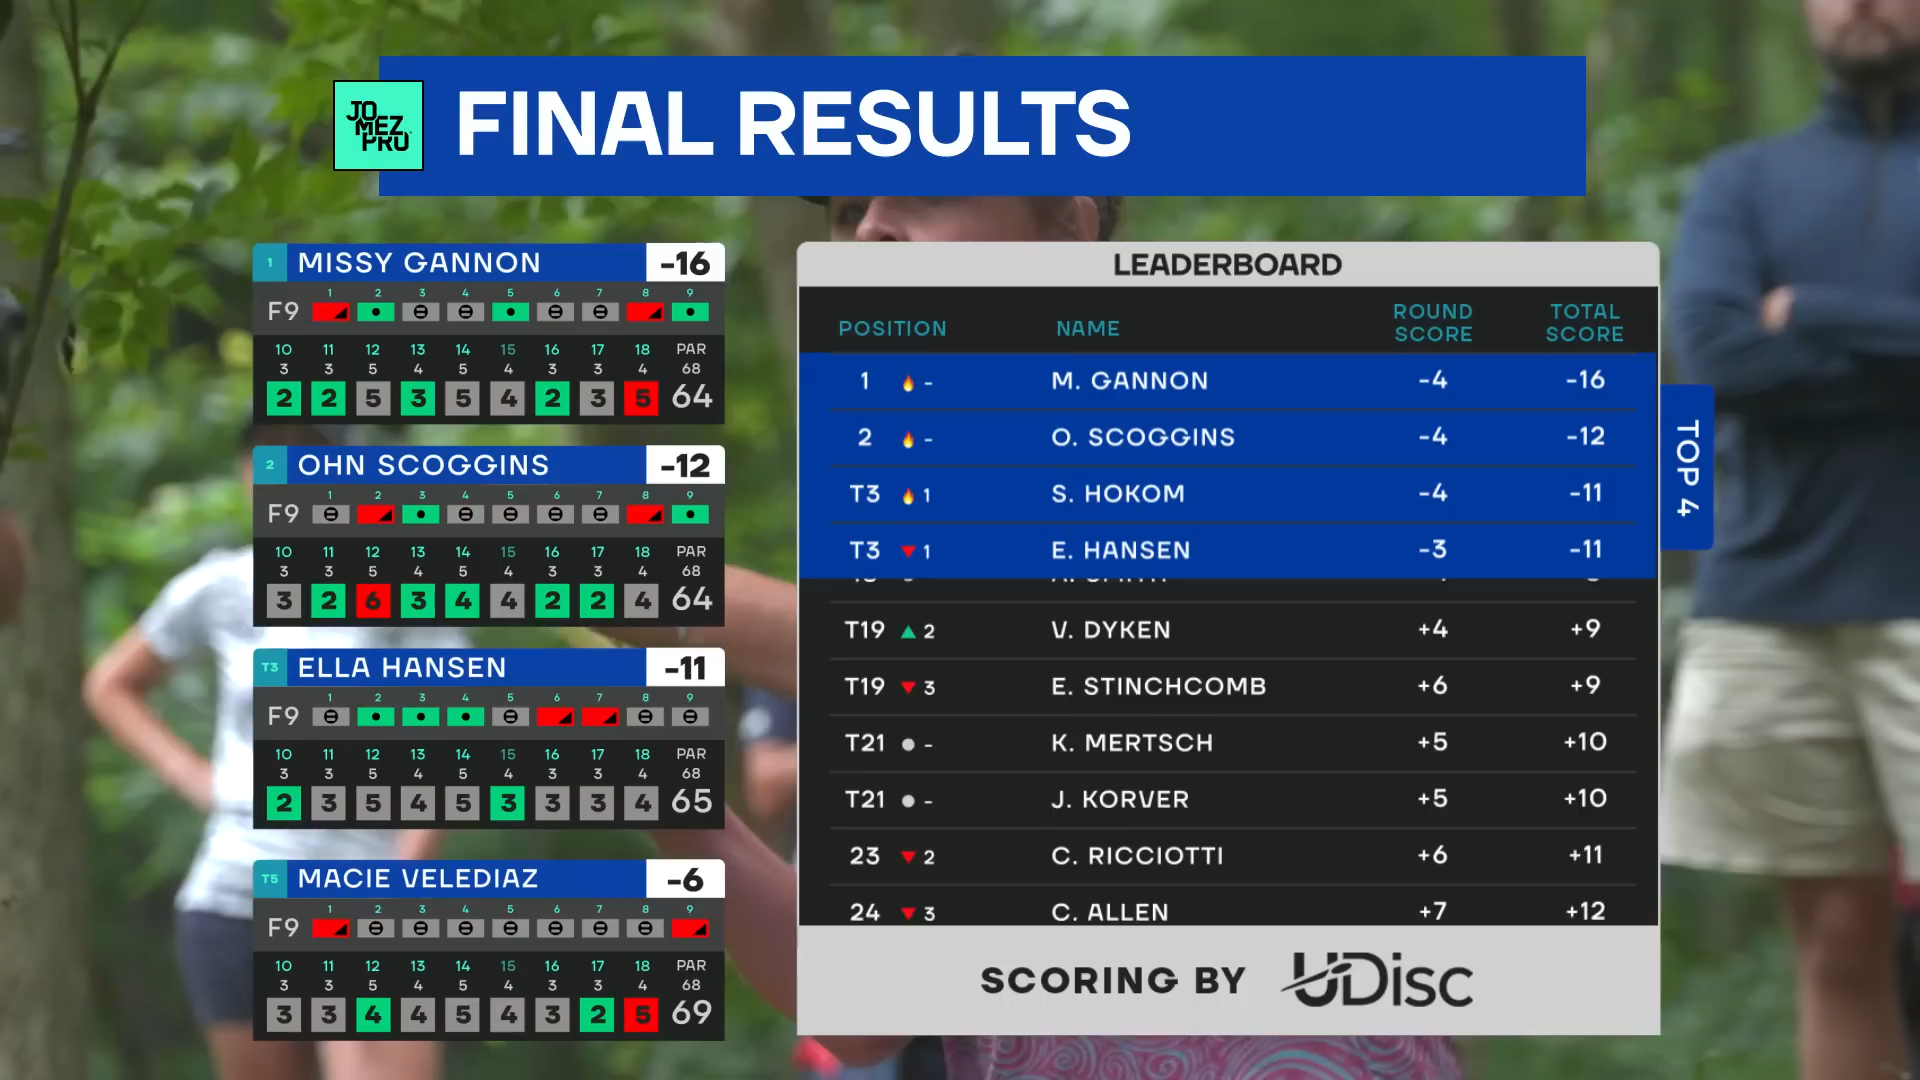 JOMEZPRO
FINAL RESULTS
1 MISSY GANNON -16
1 2 3 4 5 6 7 8 9
F9
10 11 12 13 14 15 16 17 18 PAR
3 3 5 4 5 4 3 3 4 68
2 2 5 3 5 4 2 3 5 64
2 OHN SCOGGINS -12
1 2 3 4 5 6 7 8 9
F9
10 11 12 13 14 15 16 17 18 PAR
3 3 5 4 5 4 3 3 4 68
3 2 6 3 4 4 2 2 4 64
T3 ELLA HANSEN -11
1 2 3 4 5 6 7 8 9
F9
10 11 12 13 14 15 16 17 18 PAR
3 3 5 4 5 4 3 3 4 68
2 3 5 4 5 3 3 3 4 65
T5 MACIE VELEDIAZ -6
1 2 3 4 5 6 7 8 9
F9
10 11 12 13 14 15 16 17 18 PAR
3 3 5 4 5 4 3 3 4 68
3 3 4 4 5 4 3 2 5 69
LEADERBOARD
POSITION NAME ROUND SCORE TOTAL SCORE
1 - M. GANNON -4 -16
2 - O. SCOGGINS -4 -12
T3 1 S. HOKOM -4 -11
T3 1 E. HANSEN -3 -11
T19 2 V. DYKEN +4 +9
T19 3 E. STINCHCOMB +6 +9
T21 - K. MERTSCH +5 +10
T21 - J. KORVER +5 +10
23 2 C. RICCIOTTI +6 +11
24 3 C. ALLEN +7 +12
TOP 4
SCORING BY UDisc